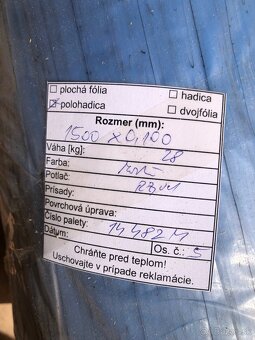 plochá fólia
hadica
polohadica
dvojfólia
Rozmer (mm):
1500 x 0,100
Váha [kg]: 28
Farba:
Potlač:
Prísady:
Povrchová úprava:
Číslo palety: 14482 M
Dátum:
Os. č.: 5
Chráňte pred teplom!
Uschovajte v prípade reklamácie.